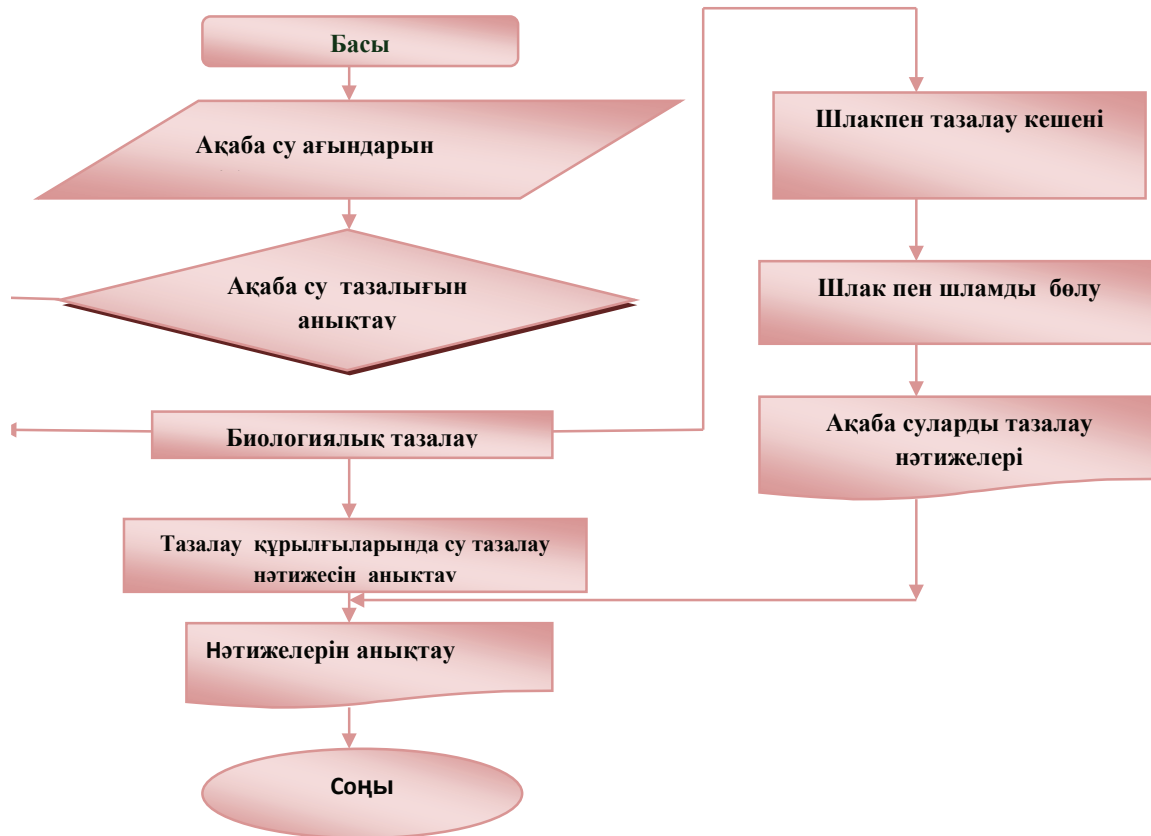 Басы
Ақаба су ағындарын
Ақаба су тазалығын
анықтау
Биологиялық тазалау
Тазалау құрылғыларында су тазалау
нәтижесін анықтау
Нәтижелерін анықтау
Соңы
Шлакпен тазалау кешені
Шлак пен шламды бөлу
Ақаба суларды тазалау
нәтижелері